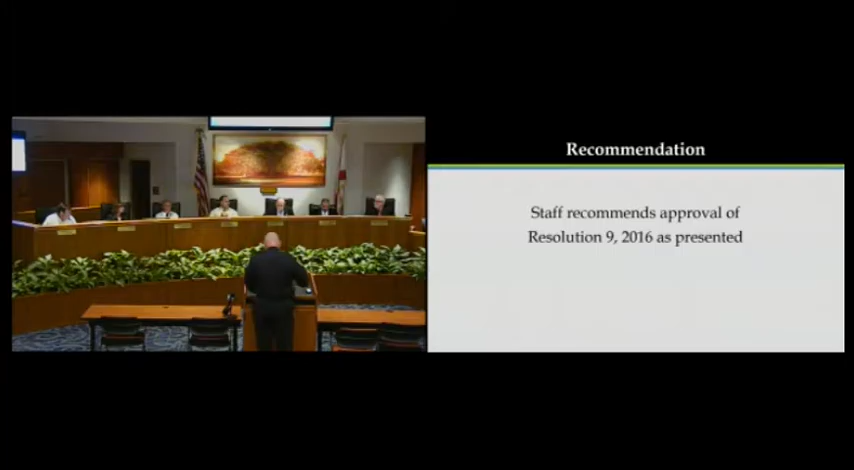 Recommendation
Staff recommends approval of
Resolution 9, 2016 as presented